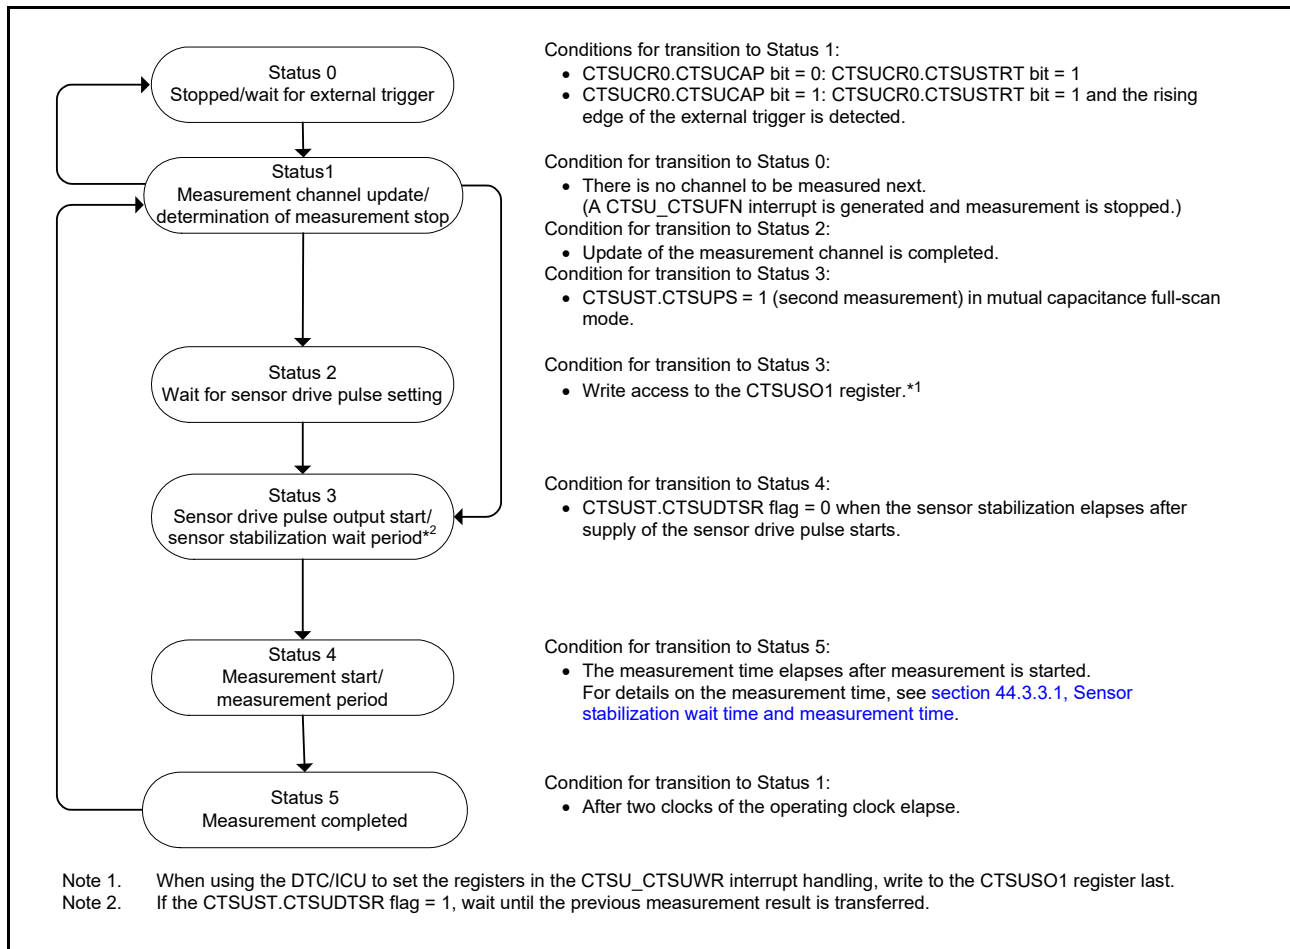 Status 0
Stopped/wait for external trigger
Conditions for transition to Status 1:
• CTSUCR0.CTSUCAP bit = 0: CTSUCR0.CTSUSTRT bit = 1
• CTSUCR0.CTSUCAP bit = 1: CTSUCR0.CTSUSTRT bit = 1 and the rising
edge of the external trigger is detected.
Status1
Measurement channel update/
determination of measurement stop
Condition for transition to Status 0:
• There is no channel to be measured next.
(A CTSU_CTSUFN interrupt is generated and measurement is stopped.)
Condition for transition to Status 2:
• Update of the measurement channel is completed.
Condition for transition to Status 3:
• CTSUST.CTSUPS = 1 (second measurement) in mutual capacitance full-scan
mode.
Status 2
Wait for sensor drive pulse setting
Condition for transition to Status 3:
• Write access to the CTSUSO1 register.*1
Status 3
Sensor drive pulse output start/
sensor stabilization wait period*2
Condition for transition to Status 4:
• CTSUST.CTSUDTSR flag = 0 when the sensor stabilization elapses after
supply of the sensor drive pulse starts.
Status 4
Measurement start/
measurement period
Condition for transition to Status 5:
• The measurement time elapses after measurement is started.
For details on the measurement time, see section 44.3.3.1, Sensor
stabilization wait time and measurement time.
Status 5
Measurement completed
Condition for transition to Status 1:
• After two clocks of the operating clock elapse.
Note 1. When using the DTC/ICU to set the registers in the CTSU_CTSUWR interrupt handling, write to the CTSUSO1 register last.
Note 2. If the CTSUST.CTSUDTSR flag = 1, wait until the previous measurement result is transferred.